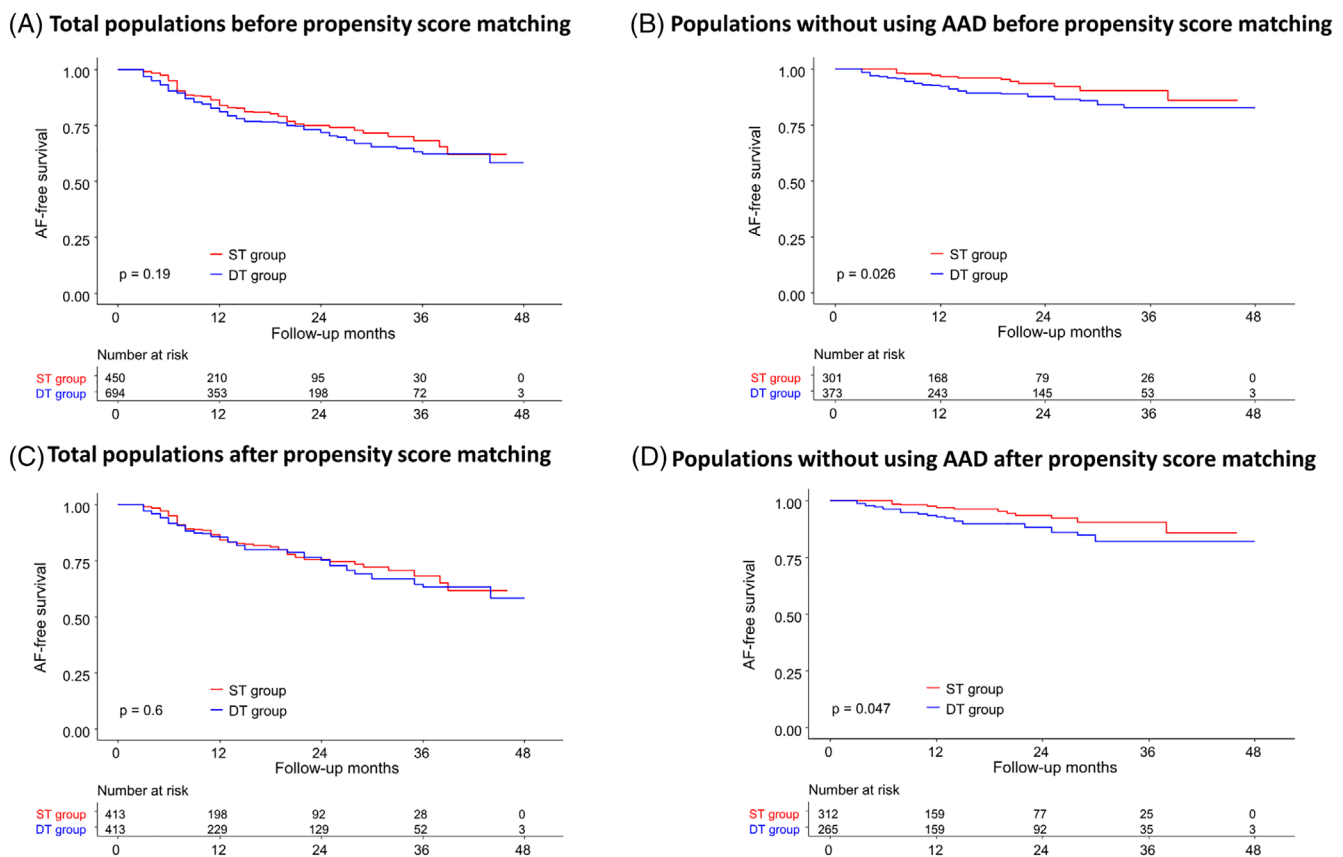 (A) Total populations before propensity score matching
1.00
0.75
0.50
0.25
0.00
AF-free survival
ST group
DT group
p = 0.19
0 12 24 36 48
Follow-up months
Number at risk
ST group 450 210 95 30 0
DT group 694 353 198 72 3
0 12 24 36 48
(B) Populations without using AAD before propensity score matching
1.00
0.75
0.50
0.25
0.00
AF-free survival
ST group
DT group
p = 0.026
0 12 24 36 48
Follow-up months
Number at risk
ST group 301 168 79 26 0
DT group 373 243 145 53 3
0 12 24 36 48
(C) Total populations after propensity score matching
1.00
0.75
0.50
0.25
0.00
AF-free survival
ST group
DT group
p = 0.6
0 12 24 36 48
Follow-up months
Number at risk
ST group 413 198 92 28 0
DT group 413 229 129 52 3
0 12 24 36 48
(D) Populations without using AAD after propensity score matching
1.00
0.75
0.50
0.25
0.00
AF-free survival
ST group
DT group
p = 0.047
0 12 24 36 48
Follow-up months
Number at risk
ST group 312 159 77 25 0
DT group 265 159 92 35 3
0 12 24 36 48